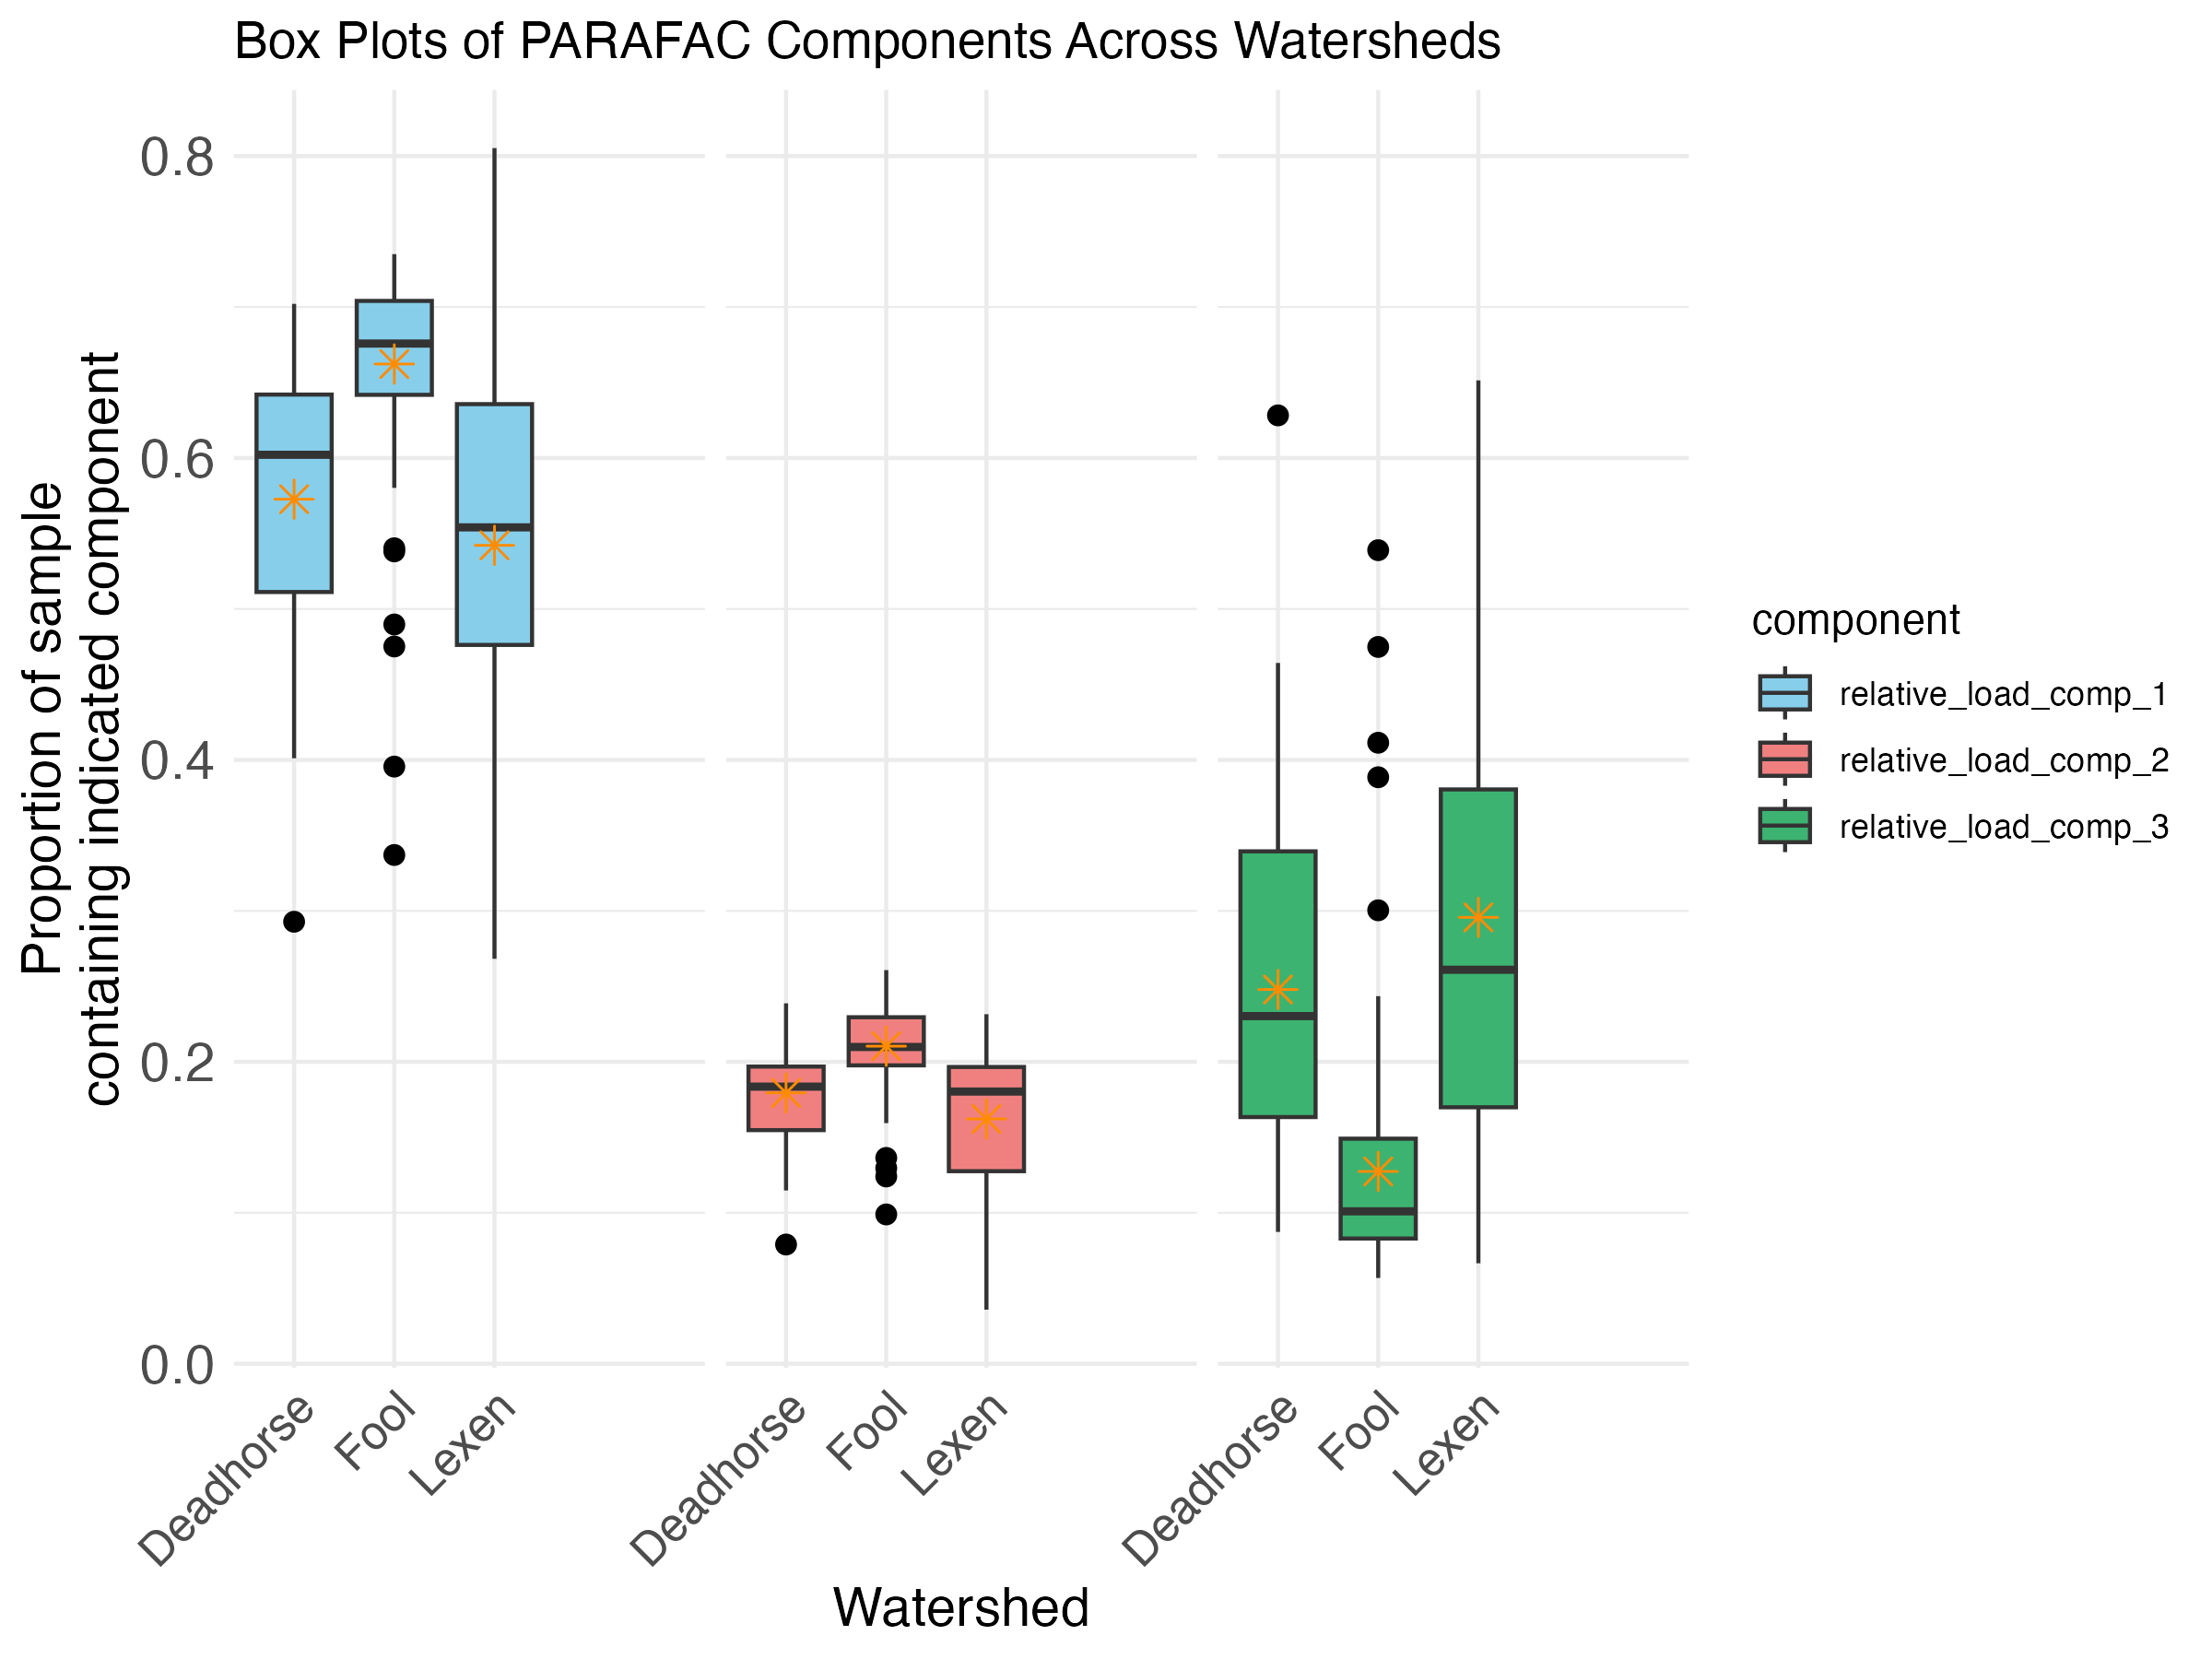 Box Plots of PARAFAC Components Across Watersheds
Proportion of sample
containing indicated component
0.8
0.6
0.4
0.2
0.0
Deadhorse
Fool
Lexen
Deadhorse
Fool
Lexen
Deadhorse
Fool
Lexen
Watershed
component
relative_load_comp_1
relative_load_comp_2
relative_load_comp_3